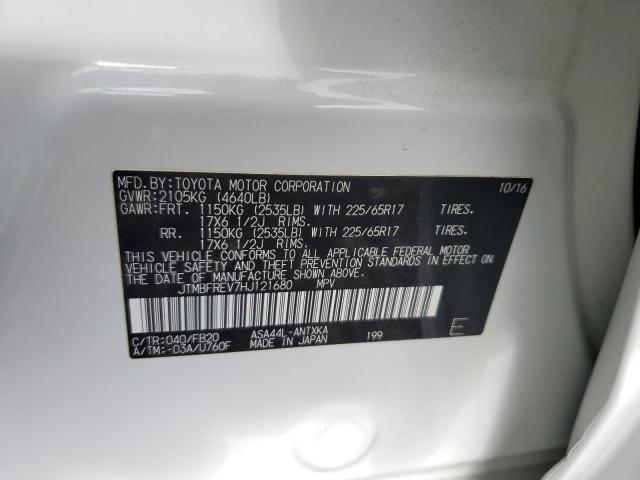 MFD.BY:TOYOTA MOTOR CORPORATION 10/16
GVWR:2105KG (4640LB)
GAWR:FRT. 1150KG (2535LB) WITH 225/65R17 TIRES.
17X6 1/2J RIMS.
RR. 1150KG (2535LB) WITH 225/65R17 TIRES.
17X6 1/2J RIMS.
THIS VEHICLE CONFORMS TO ALL APPLICABLE FEDERAL MOTOR
VEHICLE SAFETY, BUMPER, AND THEFT PREVENTION STANDARDS IN
EFFECT ON THE DATE OF MANUFACTURE SHOWN ABOVE.
JTMBFREV7HJ121680 MPV
C/TR:040/FB20 ASA44L-ANTXKA 199 E
A/TM:-03A/U760F MADE IN JAPAN